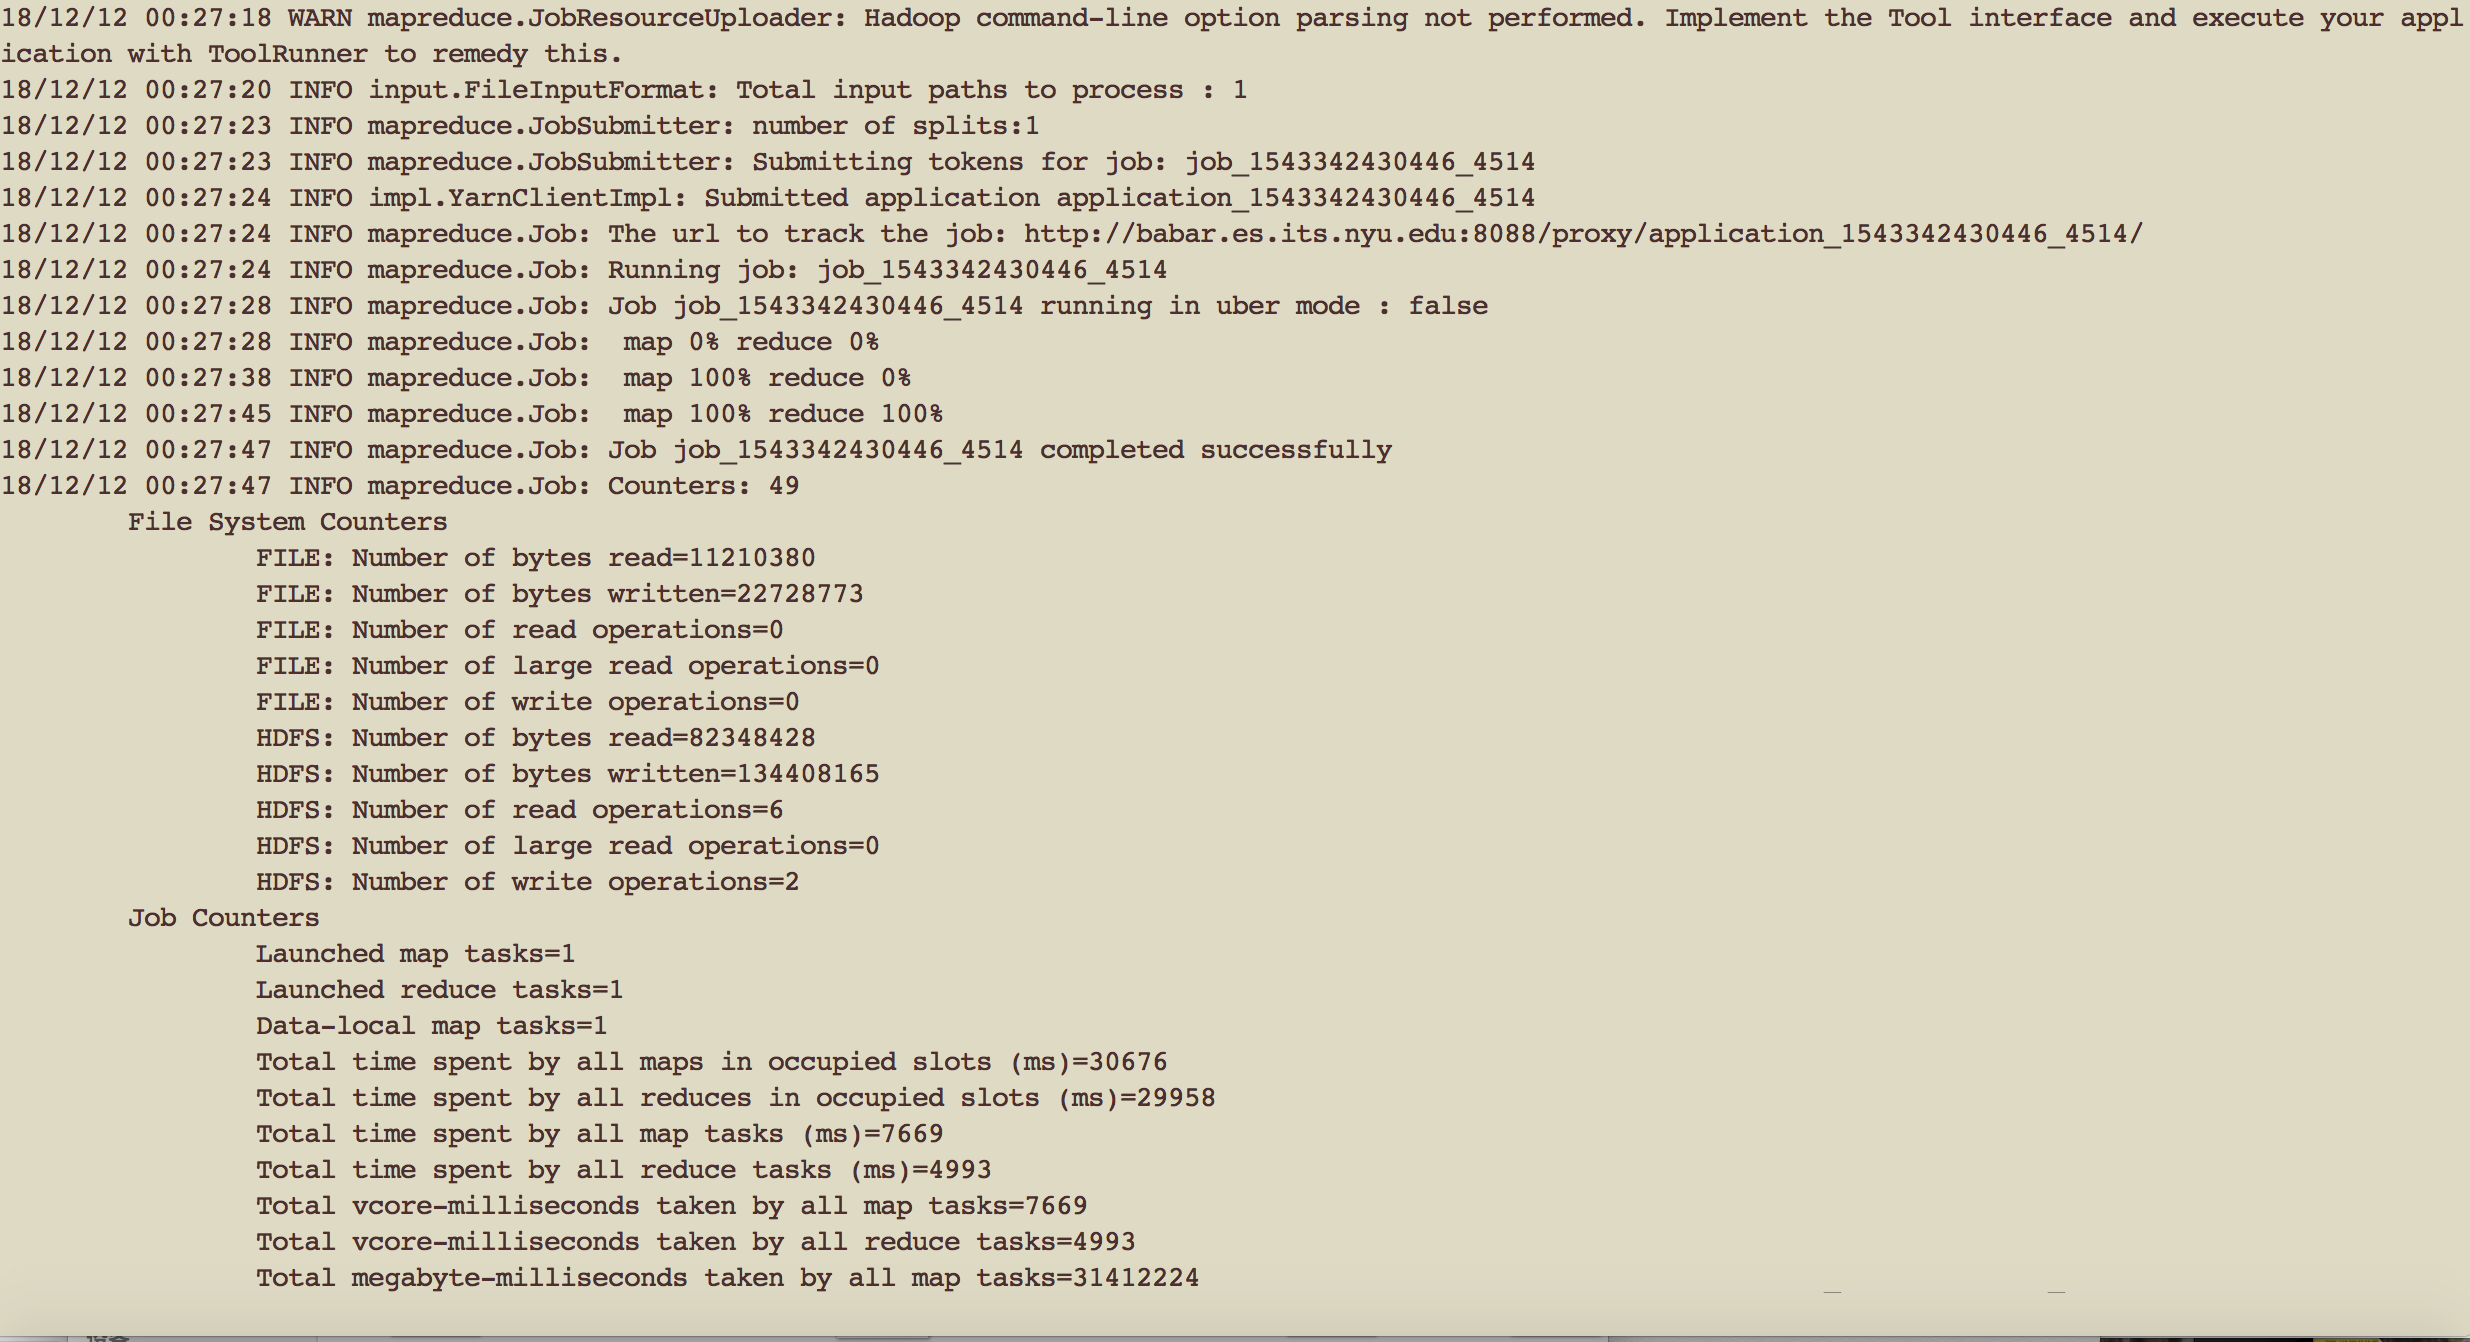 18/12/12 00:27:18 WARN mapreduce.JobResourceUploader: Hadoop command-line option parsing not performed. Implement the Tool interface and execute your appl
ication with ToolRunner to remedy this.
18/12/12 00:27:20 INFO input.FileInputFormat: Total input paths to process : 1
18/12/12 00:27:23 INFO mapreduce.JobSubmitter: number of splits:1
18/12/12 00:27:23 INFO mapreduce.JobSubmitter: Submitting tokens for job: job_1543342430446_4514
18/12/12 00:27:24 INFO impl.YarnClientImpl: Submitted application application_1543342430446_4514
18/12/12 00:27:24 INFO mapreduce.Job: The url to track the job: http://babar.es.its.nyu.edu:8088/proxy/application_1543342430446_4514/
18/12/12 00:27:24 INFO mapreduce.Job: Running job: job_1543342430446_4514
18/12/12 00:27:28 INFO mapreduce.Job: Job job_1543342430446_4514 running in uber mode : false
18/12/12 00:27:28 INFO mapreduce.Job:  map 0% reduce 0%
18/12/12 00:27:38 INFO mapreduce.Job:  map 100% reduce 0%
18/12/12 00:27:45 INFO mapreduce.Job:  map 100% reduce 100%
18/12/12 00:27:47 INFO mapreduce.Job: Job job_1543342430446_4514 completed successfully
18/12/12 00:27:47 INFO mapreduce.Job: Counters: 49
File System Counters
FILE: Number of bytes read=11210380
FILE: Number of bytes written=22728773
FILE: Number of read operations=0
FILE: Number of large read operations=0
FILE: Number of write operations=0
HDFS: Number of bytes read=82348428
HDFS: Number of bytes written=134408165
HDFS: Number of read operations=6
HDFS: Number of large read operations=0
HDFS: Number of write operations=2
Job Counters
Launched map tasks=1
Launched reduce tasks=1
Data-local map tasks=1
Total time spent by all maps in occupied slots (ms)=30676
Total time spent by all reduces in occupied slots (ms)=29958
Total time spent by all map tasks (ms)=7669
Total time spent by all reduce tasks (ms)=4993
Total vcore-milliseconds taken by all map tasks=7669
Total vcore-milliseconds taken by all reduce tasks=4993
Total megabyte-milliseconds taken by all map tasks=31412224